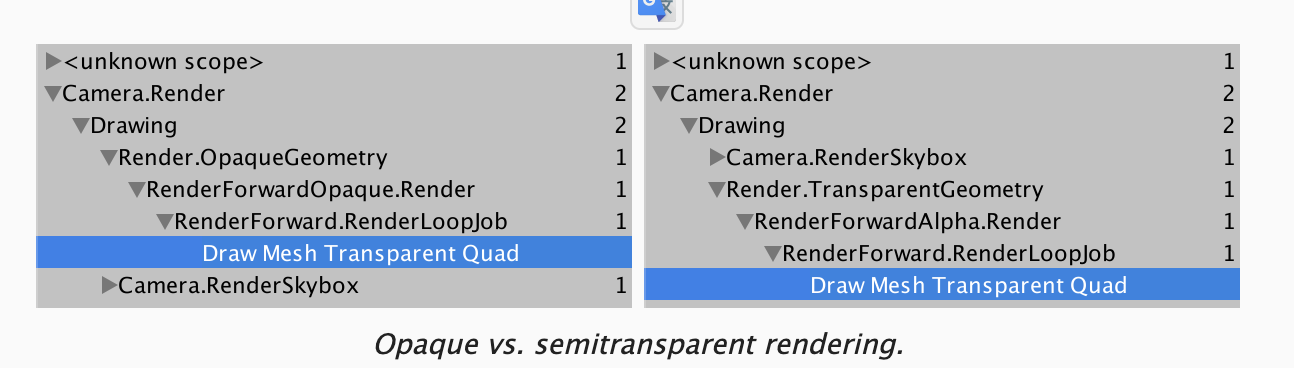 <unknown scope> 1
Camera.Render 2
Drawing 2
Render.OpaqueGeometry 1
RenderForwardOpaque.Render 1
RenderForward.RenderLoopJob 1
Draw Mesh Transparent Quad
Camera.RenderSkybox 1
<unknown scope> 1
Camera.Render 2
Drawing 2
Camera.RenderSkybox 1
Render.TransparentGeometry 1
RenderForwardAlpha.Render 1
RenderForward.RenderLoopJob 1
Draw Mesh Transparent Quad
Opaque vs. semitransparent rendering.